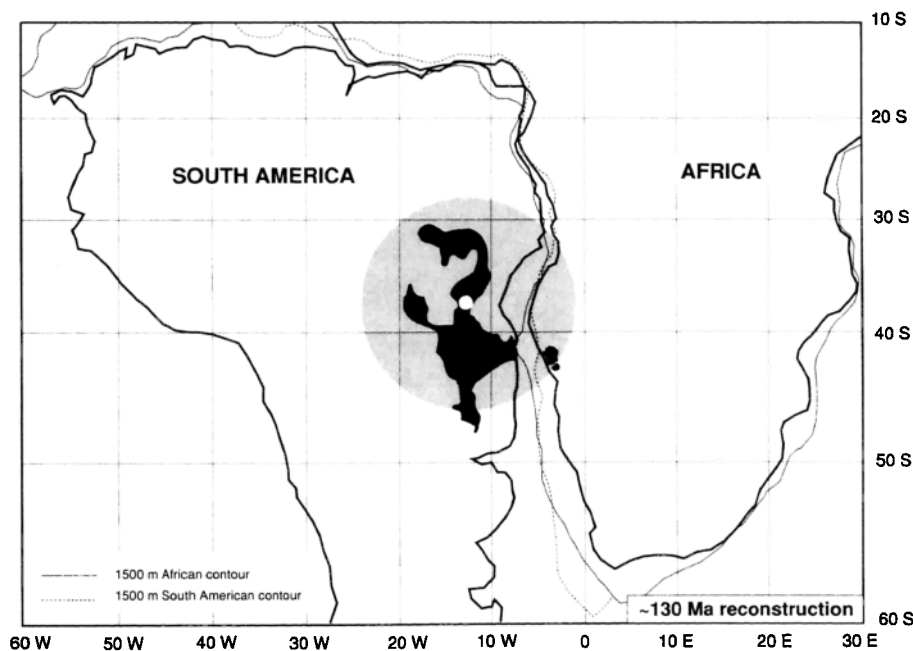 10 S
20 S
SOUTH AMERICA
AFRICA
30 S
40 S
50 S
1500 m African contour
1500 m South American contour
~130 Ma reconstruction
60 S
60 W 50 W 40 W 30 W 20 W 10 W 0 10 E 20 E 30 E